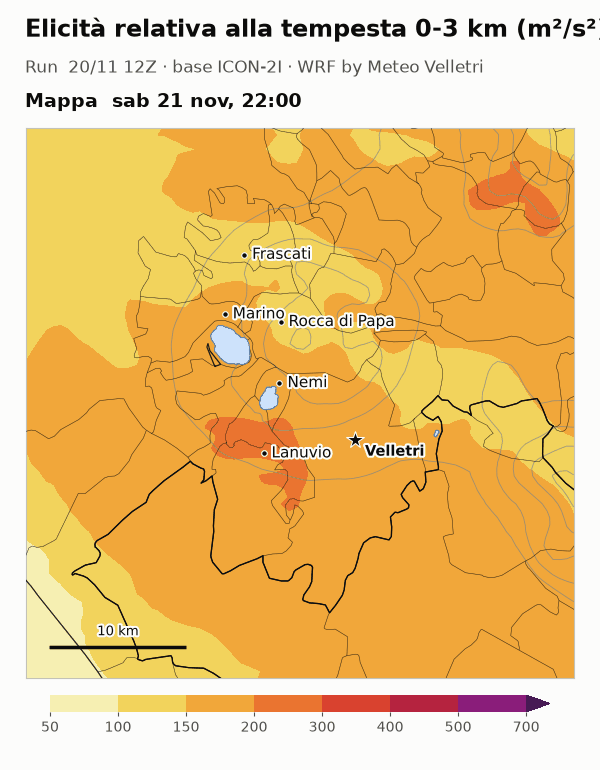 Elicità relativa alla tempesta 0-3 km (m²/s²)
Run 20/11 12Z · base ICON-2I · WRF by Meteo Velletri
Mappa sab 21 nov, 22:00
Frascati
Marino
Rocca di Papa
Nemi
Velletri
Lanuvio
10 km
50 100 150 200 300 400 500 700